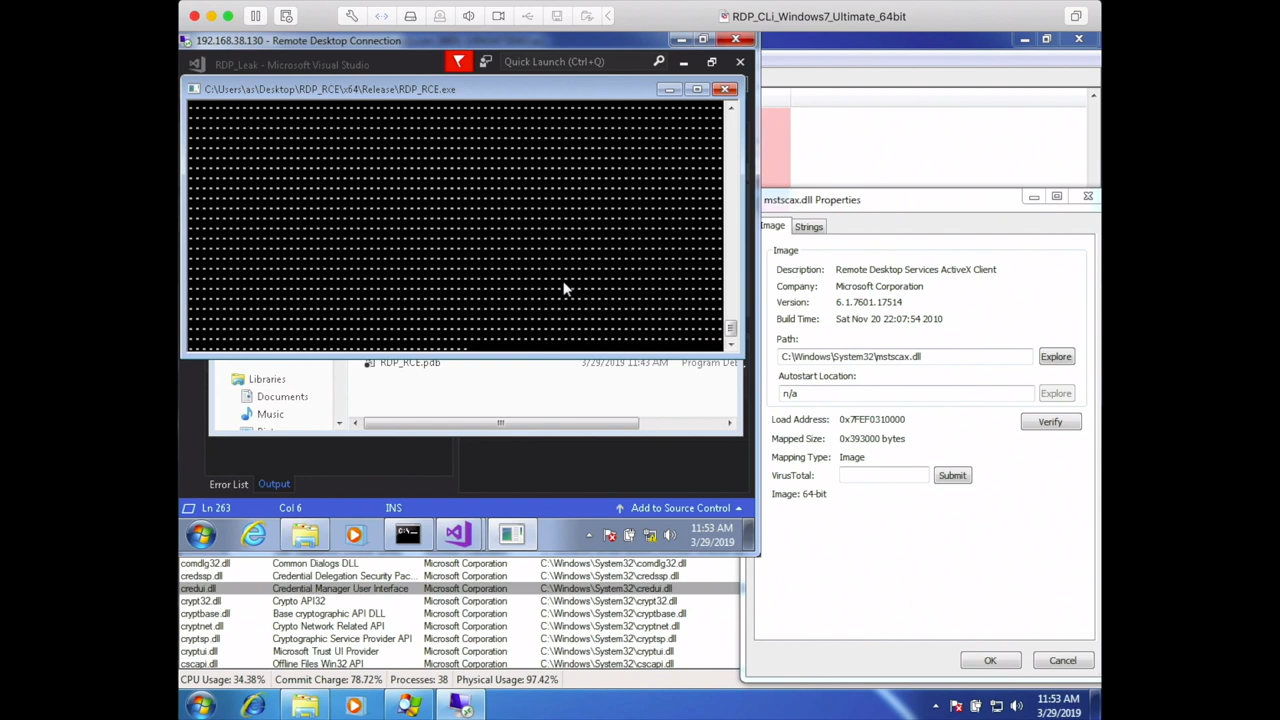 RDP_CLi_Windows7_Ultimate_64bit
192.168.38.130 - Remote Desktop Connection
RDP_Leak - Microsoft Visual Studio
Quick Launch (Ctrl+Q)
C:\Users\as\Desktop\RDP_RCE\x64\Release\RDP_RCE.exe
RDP_RCE.pdb 3/29/2019 11:43 AM Program Deb
Libraries
Documents
Music
Error List Output
Ln 263 Col 6 INS Add to Source Control
11:53 AM
3/29/2019
mstscax.dll Properties
Image Strings
Image
Description: Remote Desktop Services ActiveX Client
Company: Microsoft Corporation
Version: 6.1.7601.17514
Build Time: Sat Nov 20 22:07:54 2010
Path:
C:\Windows\System32\mstscax.dll Explore
Autostart Location:
n/a Explore
Load Address: 0x7FEF0310000 Verify
Mapped Size: 0x393000 bytes
Mapping Type: Image
VirusTotal: Submit
Image: 64-bit
OK Cancel
comdlg32.dll Common Dialogs DLL Microsoft Corporation C:\Windows\System32\comdlg32.dll
credssp.dll Credential Delegation Security Pac... Microsoft Corporation C:\Windows\System32\credssp.dll
credui.dll Credential Manager User Interface Microsoft Corporation C:\Windows\System32\credui.dll
crypt32.dll Crypto API32 Microsoft Corporation C:\Windows\System32\crypt32.dll
cryptbase.dll Base cryptographic API DLL Microsoft Corporation C:\Windows\System32\cryptbase.dll
cryptnet.dll Crypto Network Related API Microsoft Corporation C:\Windows\System32\cryptnet.dll
cryptsp.dll Cryptographic Service Provider API Microsoft Corporation C:\Windows\System32\cryptsp.dll
cryptui.dll Microsoft Trust UI Provider Microsoft Corporation C:\Windows\System32\cryptui.dll
cscapi.dll Offline Files Win32 API Microsoft Corporation C:\Windows\System32\cscapi.dll
CPU Usage: 34.38% Commit Charge: 78.72% Processes: 38 Physical Usage: 97.42%
11:53 AM
3/29/2019